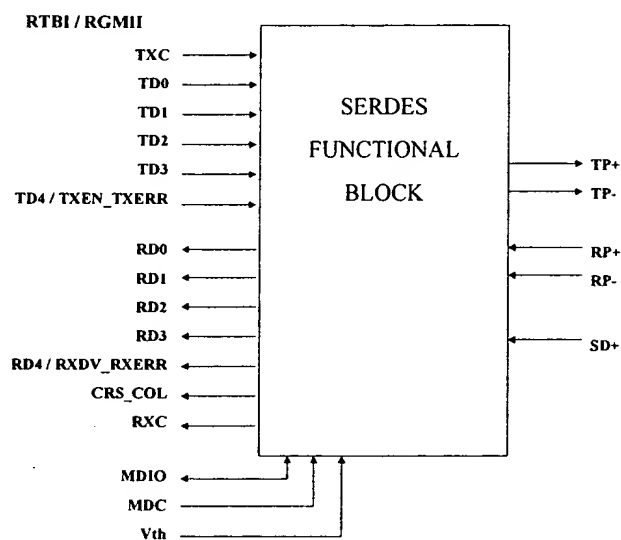 RTBI / RGMII
TXC
TD0
TD1
TD2
TD3
TD4 / TXEN_TXERR
RD0
RD1
RD2
RD3
RD4 / RXDV_RXERR
CRS_COL
RXC
MDIO
MDC
Vth
SERDES
FUNCTIONAL
BLOCK
TP+
TP-
RP+
RP-
SD+